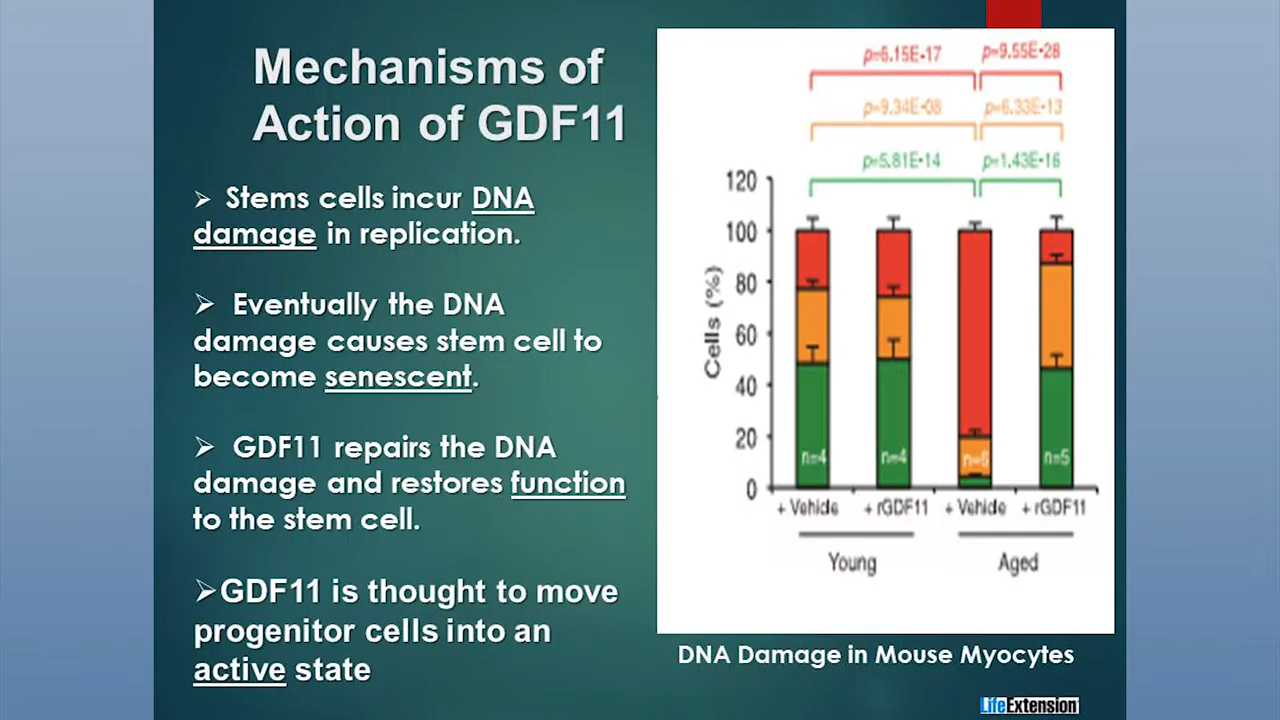 Mechanisms of
Action of GDF11
➢ Stems cells incur DNA
damage in replication.
➢ Eventually the DNA
damage causes stem cell to
become senescent.
➢ GDF11 repairs the DNA
damage and restores function
to the stem cell.
➢GDF11 is thought to move
progenitor cells into an
active state
p=6.15E-17 p=9.55E-28
p=9.34E-08 p=6.33E-13
p=5.81E-14 p=1.43E-16
120
100
80
60
40
20
0
Cells (%)
n=4 n=4 n=6 n=5
+ Vehicle + rGDF11 + Vehicle + rGDF11
Young Aged
DNA Damage in Mouse Myocytes
LifeExtension